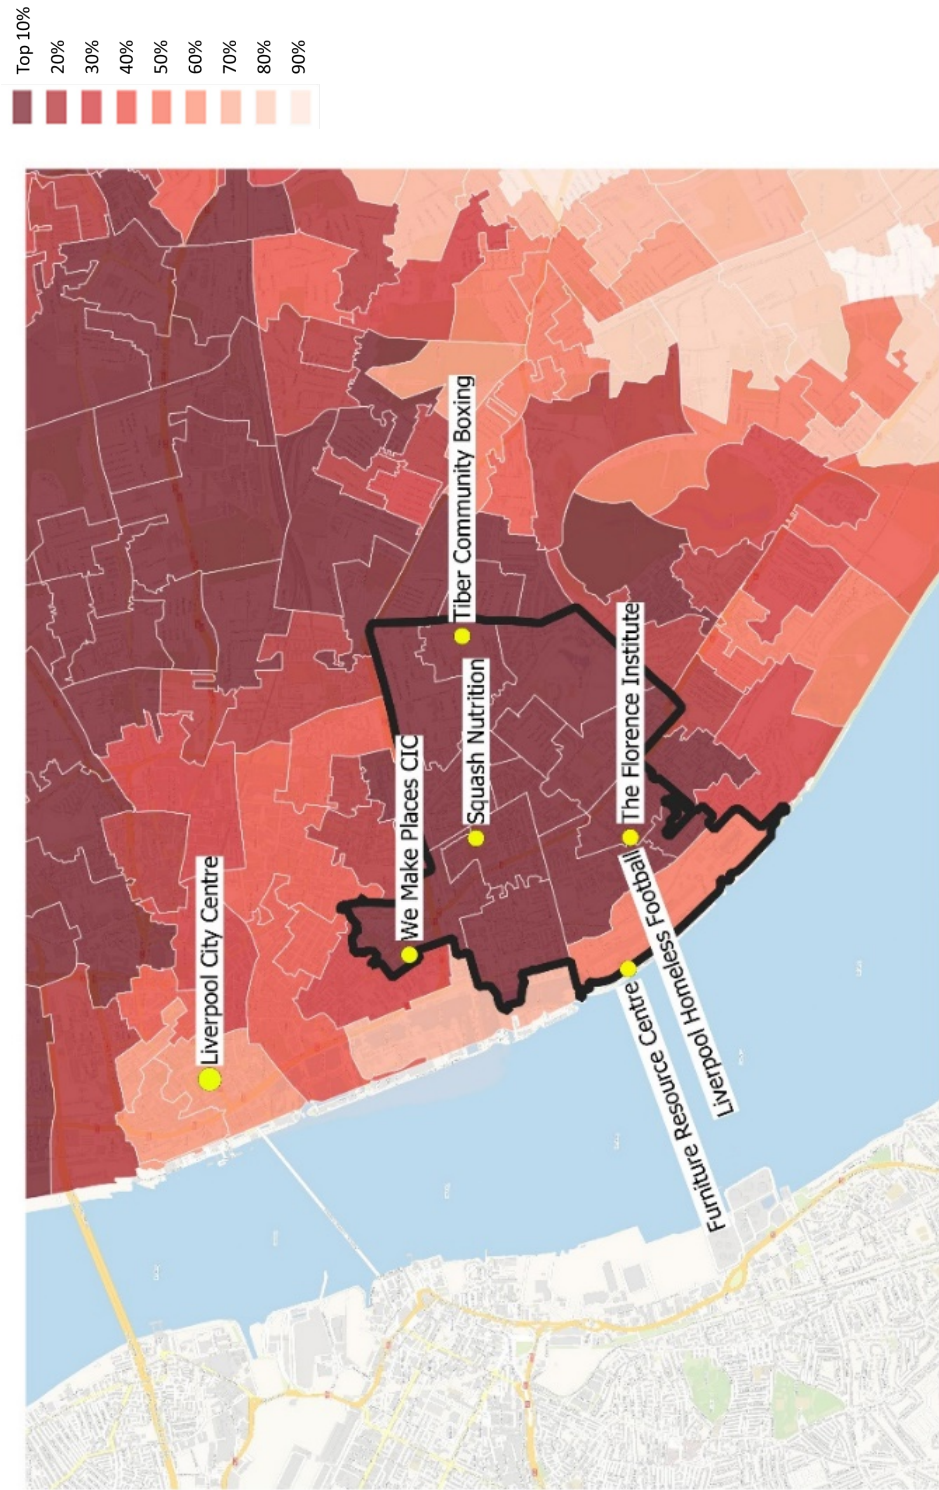 Top 10%
20%
30%
40%
50%
60%
70%
80%
90%
Liverpool City Centre
We Make Places CIC
Tiber Community Boxing
Squash Nutrition
The Florence Institute
Furniture Resource Centre
Liverpool Homeless Football